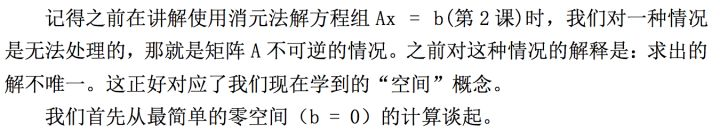 记得之前在讲解使用消元法解方程组 Ax = b(第 2 课)时，我们对一种情况
是无法处理的，那就是矩阵 A 不可逆的情况。之前对这种情况的解释是：求出的
解不唯一。这正好对应了我们现在学到的“空间”概念。
我们首先从最简单的零空间（b = 0）的计算谈起。